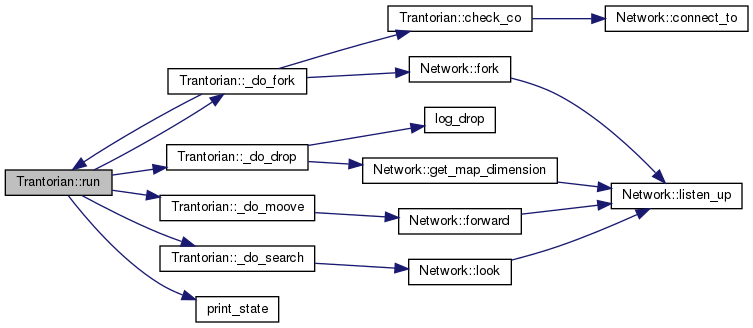 Trantorian::check_co
Network::connect_to
Trantorian::_do_fork
Network::fork
log_drop
Trantorian::_do_drop
Network::get_map_dimension
Trantorian::run
Network::listen_up
Trantorian::_do_moove
Network::forward
Trantorian::_do_search
Network::look
print_state